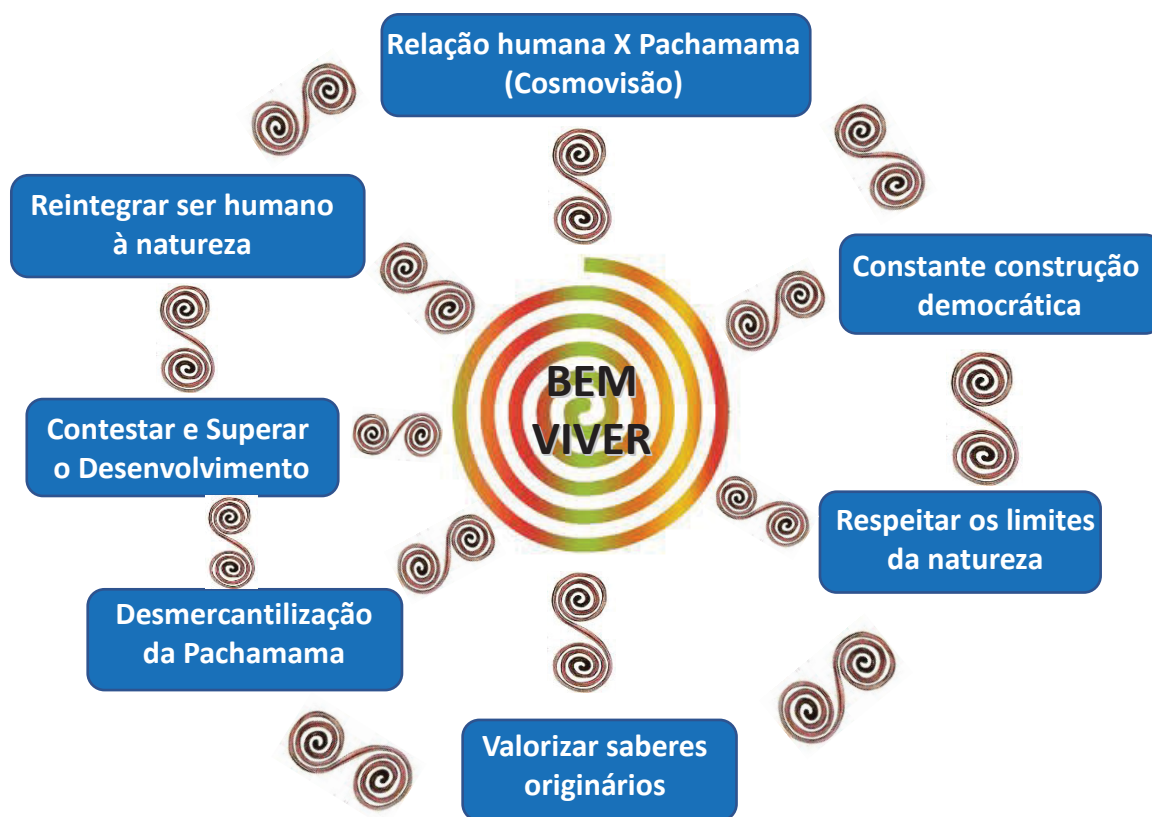 Relação humana X Pachamama
(Cosmovisão)
Reintegrar ser humano
à natureza
Constante construção
democrática
BEM
VIVER
Contestar e Superar
o Desenvolvimento
Respeitar os limites
da natureza
Desmercantilização
da Pachamama
Valorizar saberes
originários